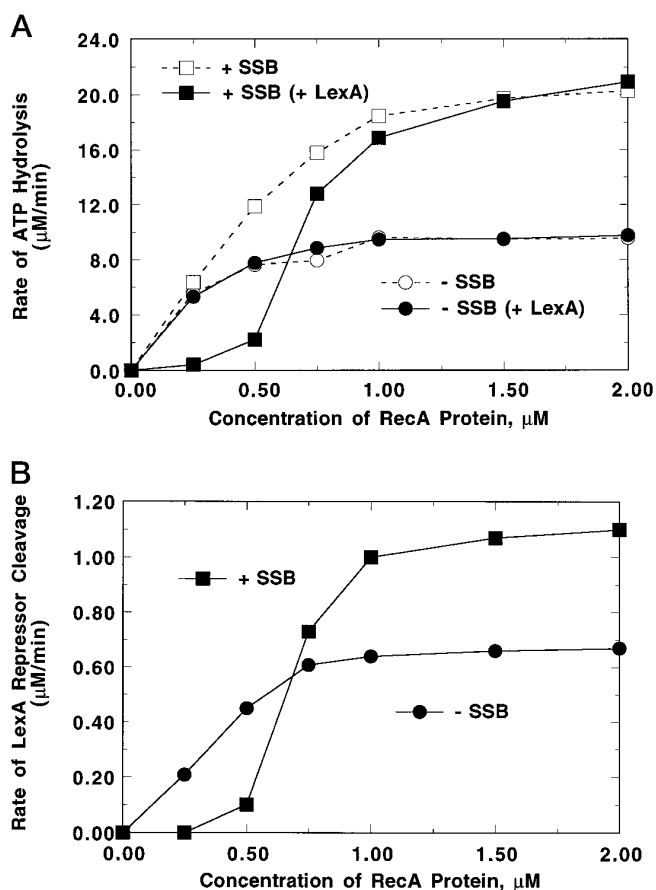 A
24.0
20.0
16.0
12.0
8.0
4.0
0.0
Rate of ATP Hydrolysis
(μM/min)
+ SSB
+ SSB (+ LexA)
- SSB
- SSB (+ LexA)
0.00 0.50 1.00 1.50 2.00
Concentration of RecA Protein, μM
B
1.20
1.00
0.80
0.60
0.40
0.20
0.00
Rate of LexA Repressor Cleavage
(μM/min)
+ SSB
- SSB
0.00 0.50 1.00 1.50 2.00
Concentration of RecA Protein, μM